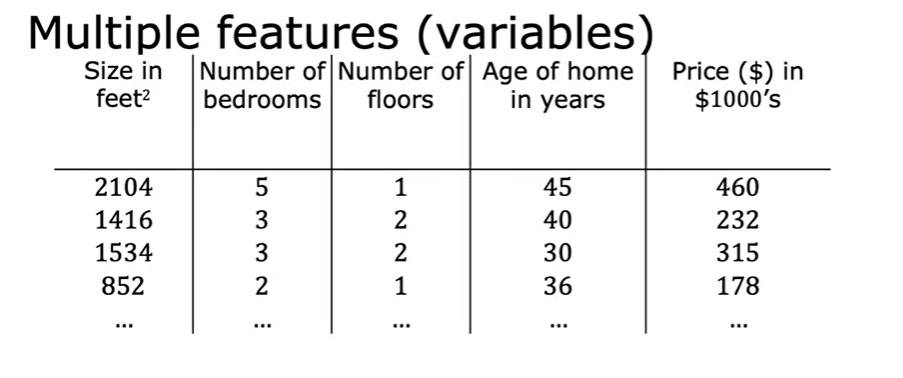 Multiple features (variables)
Size in feet² Number of bedrooms Number of floors Age of home in years Price ($) in $1000's
2104 5 1 45 460
1416 3 2 40 232
1534 3 2 30 315
852 2 1 36 178
... ... ... ... ...